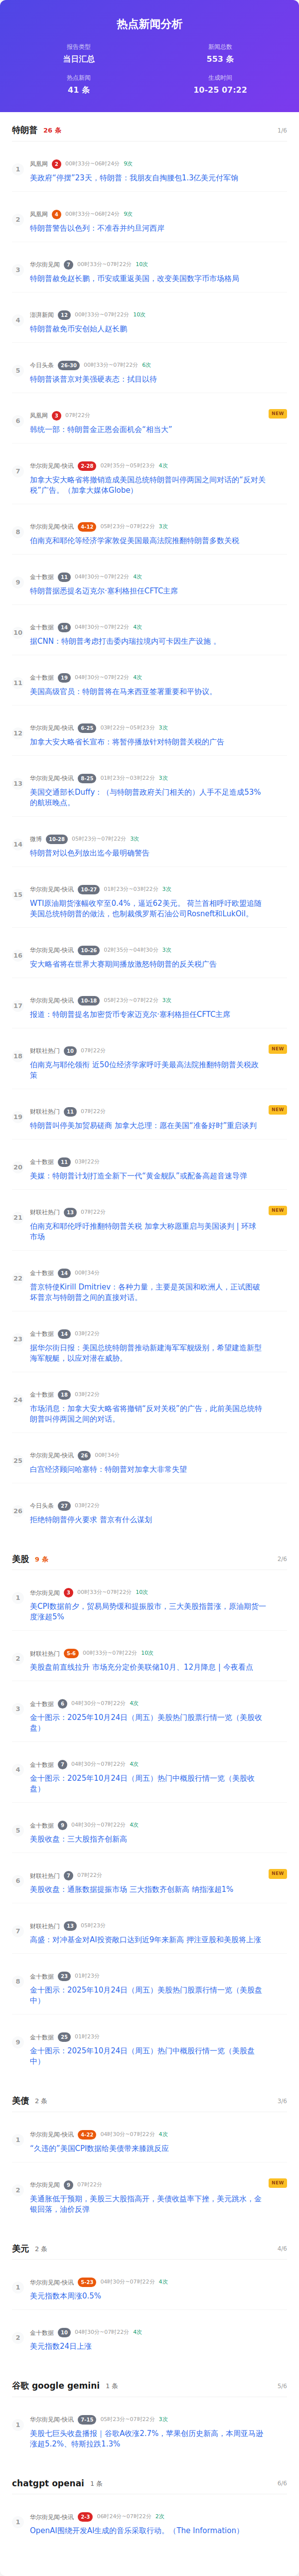 热点新闻分析
报告类型
当日汇总
新闻总数
553 条
热点新闻
41 条
生成时间
10-25 07:22
特朗普 26 条 1/6
1
凤凰网 2 00时33分~06时24分 9次
美政府“停摆”23天，特朗普：我朋友自掏腰包1.3亿美元付军饷
2
凤凰网 4 00时33分~06时24分 9次
特朗普警告以色列：不准吞并约旦河西岸
3
华尔街见闻 7 00时33分~07时22分 10次
特朗普赦免赵长鹏，币安或重返美国，改变美国数字币市场格局
4
澎湃新闻 12 00时33分~07时22分 10次
特朗普赦免币安创始人赵长鹏
5
今日头条 26-30 00时33分~07时22分 6次
特朗普谈普京对美强硬表态：拭目以待
6
凤凰网 3 07时22分 NEW
韩统一部：特朗普金正恩会面机会“相当大”
7
华尔街见闻-快讯 2-28 02时35分~05时23分 4次
加拿大安大略省将撤销造成美国总统特朗普叫停两国之间对话的“反对关
税”广告。（加拿大媒体Globe）
8
华尔街见闻-快讯 4-12 05时23分~07时22分 3次
伯南克和耶伦等经济学家敦促美国最高法院推翻特朗普多数关税
9
金十数据 11 04时30分~07时22分 4次
特朗普据悉提名迈克尔·塞利格担任CFTC主席
10
金十数据 14 04时30分~07时22分 4次
据CNN：特朗普考虑打击委内瑞拉境内可卡因生产设施 。
11
金十数据 19 04时30分~07时22分 4次
美国高级官员：特朗普将在马来西亚签署重要和平协议。
12
华尔街见闻-快讯 6-25 03时22分~05时23分 3次
加拿大安大略省长宣布：将暂停播放针对特朗普关税的广告
13
华尔街见闻-快讯 8-25 01时23分~03时22分 3次
美国交通部长Duffy：（与特朗普政府关门相关的）人手不足造成53%
的航班晚点。
14
微博 10-28 05时23分~07时22分 3次
特朗普对以色列放出迄今最明确警告
15
华尔街见闻-快讯 10-27 01时23分~03时22分 3次
WTI原油期货涨幅收窄至0.4%，逼近62美元。 荷兰首相呼吁欧盟追随
美国总统特朗普的做法，也制裁俄罗斯石油公司Rosneft和LukOil。
16
华尔街见闻-快讯 10-26 02时35分~04时30分 3次
安大略省将在世界大赛期间播放激怒特朗普的反关税广告
17
华尔街见闻-快讯 10-18 05时23分~07时22分 3次
报道：特朗普提名加密货币专家迈克尔·塞利格担任CFTC主席
18
财联社热门 10 07时22分 NEW
伯南克与耶伦领衔 近50位经济学家呼吁美最高法院推翻特朗普关税政
策
19
财联社热门 11 07时22分 NEW
特朗普叫停美加贸易磋商 加拿大总理：愿在美国“准备好时”重启谈判
20
金十数据 11 03时22分
美媒：特朗普计划打造全新下一代“黄金舰队”或配备高超音速导弹
21
财联社热门 13 07时22分 NEW
伯南克和耶伦呼吁推翻特朗普关税 加拿大称愿重启与美国谈判 | 环球
市场
22
金十数据 14 00时34分
普京特使Kirill Dmitriev：各种力量，主要是英国和欧洲人，正试图破
坏普京与特朗普之间的直接对话。
23
金十数据 14 03时22分
据华尔街日报：美国总统特朗普推动新建海军军舰级别，希望建造新型
海军舰艇，以应对潜在威胁。
24
金十数据 18 03时22分
市场消息：加拿大安大略省将撤销“反对关税”的广告，此前美国总统特
朗普叫停两国之间的对话。
25
华尔街见闻-快讯 26 00时34分
白宫经济顾问哈塞特：特朗普对加拿大非常失望
26
今日头条 27 03时22分
拒绝特朗普停火要求 普京有什么谋划
美股 9 条 2/6
1
华尔街见闻 3 00时33分~07时22分 10次
美CPI数据前夕，贸易局势缓和提振股市，三大美股指普涨，原油期货一
度涨超5%
2
财联社热门 5-6 00时33分~07时22分 10次
美股盘前直线拉升 市场充分定价美联储10月、12月降息 | 今夜看点
3
金十数据 6 04时30分~07时22分 4次
金十图示：2025年10月24日（周五）美股热门股票行情一览（美股收
盘）
4
金十数据 7 04时30分~07时22分 4次
金十图示：2025年10月24日（周五）热门中概股行情一览（美股收
盘）
5
金十数据 9 04时30分~07时22分 4次
美股收盘：三大股指齐创新高
6
财联社热门 7 07时22分 NEW
美股收盘：通胀数据提振市场 三大指数齐创新高 纳指涨超1%
7
财联社热门 13 05时23分
高盛：对冲基金对AI投资敞口达到近9年来新高 押注亚股和美股将上涨
8
金十数据 23 01时23分
金十图示：2025年10月24日（周五）美股热门股票行情一览（美股盘
中）
9
金十数据 25 01时23分
金十图示：2025年10月24日（周五）热门中概股行情一览（美股盘
中）
美债 2 条 3/6
1
华尔街见闻-快讯 4-22 04时30分~07时22分 4次
“久违的”美国CPI数据给美债带来膝跳反应
2
华尔街见闻 9 07时22分 NEW
美通胀低于预期，美股三大股指高开，美债收益率下挫，美元跳水，金
银回落，油价反弹
美元 2 条 4/6
1
华尔街见闻-快讯 5-23 04时30分~07时22分 4次
美元指数本周涨0.5%
2
金十数据 10 04时30分~07时22分 4次
美元指数24日上涨
谷歌 google gemini 1 条 5/6
1
华尔街见闻-快讯 7-15 05时23分~07时22分 3次
美股七巨头收盘播报｜谷歌A收涨2.7%，苹果创历史新高，本周亚马逊
涨超5.2%、特斯拉跌1.3%
chatgpt openai 1 条 6/6
1
华尔街见闻-快讯 2-3 06时24分~07时22分 2次
OpenAI围绕开发AI生成的音乐采取行动。（The Information）